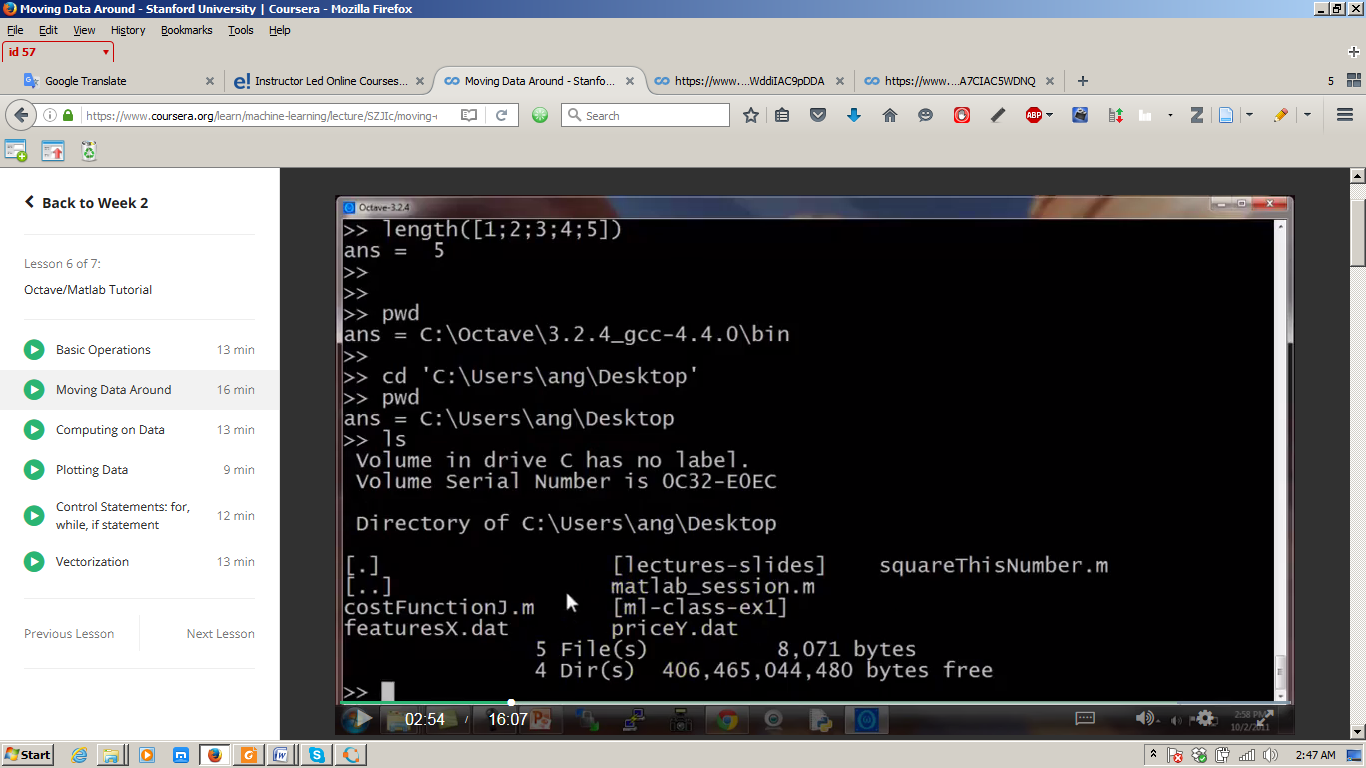 Moving Data Around - Stanford University | Coursera - Mozilla Firefox
File Edit View History Bookmarks Tools Help
id 57
Google Translate
Instructor Led Online Courses...
Moving Data Around - Stanfo...
https://www....WddiIAC9pDDA
https://www....A7CIAC5WDNQ
5
https://www.coursera.org/learn/machine-learning/lecture/SZJIc/moving-
Search
ABP
Back to Week 2
Lesson 6 of 7:
Octave/Matlab Tutorial
Basic Operations 13 min
Moving Data Around 16 min
Computing on Data 13 min
Plotting Data 9 min
Control Statements: for,
while, if statement 12 min
Vectorization 13 min
Previous Lesson Next Lesson
Octave-3.2.4
>> length([1;2;3;4;5])
ans = 5
>>
>>
>> pwd
ans = C:\Octave\3.2.4_gcc-4.4.0\bin
>>
>> cd 'C:\Users\ang\Desktop'
>> pwd
ans = C:\Users\ang\Desktop
>> ls
Volume in drive C has no label.
Volume Serial Number is 0C32-E0EC
Directory of C:\Users\ang\Desktop
[.] [lectures-slides] squareThisNumber.m
[..] matlab_session.m
costFunctionJ.m [ml-class-ex1]
featuresX.dat priceY.dat
5 File(s) 8,071 bytes
4 Dir(s) 406,465,044,480 bytes free
>>
02:54 / 16:07
2:58 PM
10/2/2011
Start
2:47 AM